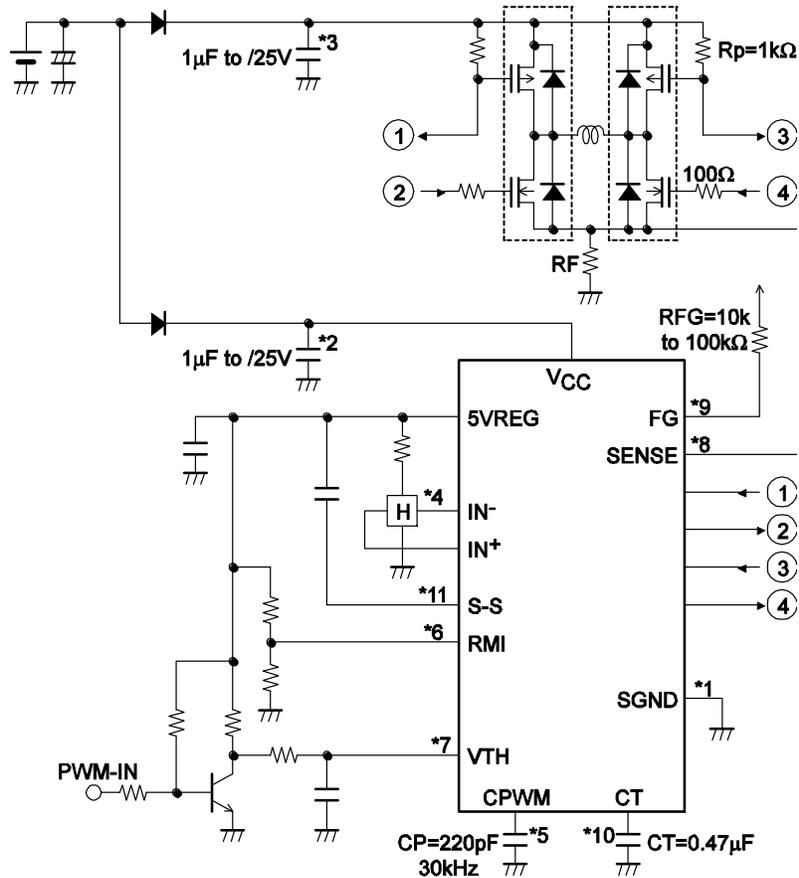 *3
1μF to /25V
Rp=1kΩ
1
3
2
100Ω
4
RF
RFG=10k
to 100kΩ
*2
1μF to /25V
VCC
*9
5VREG
FG
*8
SENSE
*4
H
IN-
1
2
IN+
3
*11
S-S
4
*6
RMI
*1
SGND
*7
VTH
PWM-IN
CPWM
CT
CP=220pF
*5
*10
CT=0.47μF
30kHz